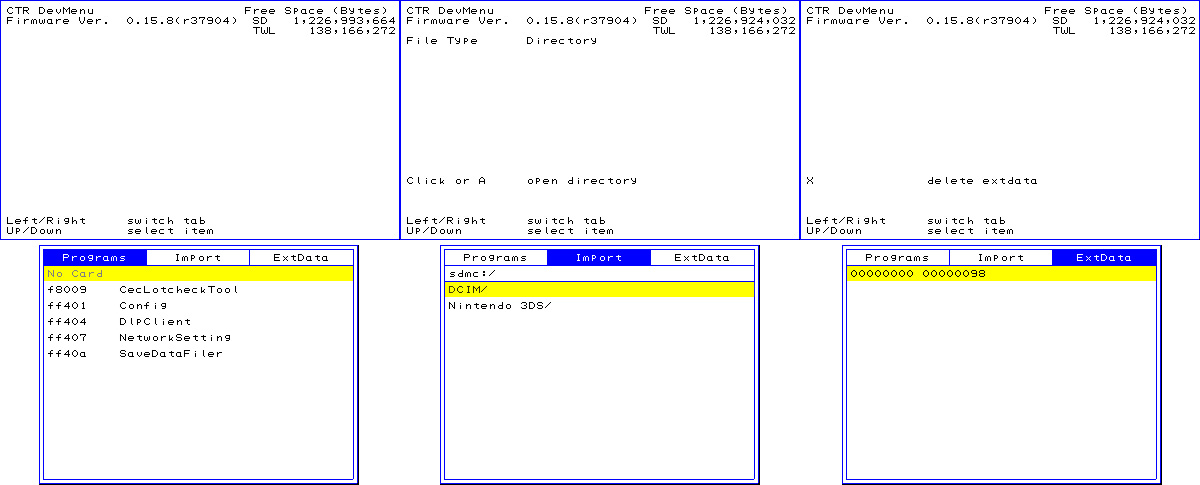 CTR DevMenu Free Space (Bytes)
Firmware Ver. 0.15.8(r37904) SD 1,226,993,664
TWL 138,166,272
Left/Right switch tab
Up/Down select item
Programs Import ExtData
No Card
f8009 CecLotcheckTool
ff401 Config
ff404 DlpClient
ff407 NetworkSetting
ff40a SaveDataFiler
CTR DevMenu Free Space (Bytes)
Firmware Ver. 0.15.8(r37904) SD 1,226,924,032
TWL 138,166,272
File Type Directory
Click or A open directory
Left/Right switch tab
Up/Down select item
Programs Import ExtData
sdmc:/
DCIM/
Nintendo 3DS/
CTR DevMenu Free Space (Bytes)
Firmware Ver. 0.15.8(r37904) SD 1,226,924,032
TWL 138,166,272
X delete extdata
Left/Right switch tab
Up/Down select item
Programs Import ExtData
00000000 00000098